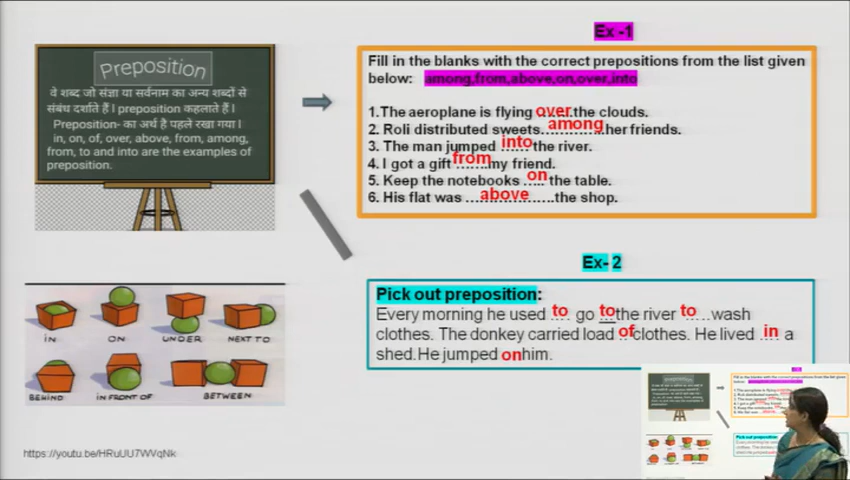 Ex -1
Preposition
वे शब्द जो संज्ञा या सर्वनाम का अन्य शब्दों से
संबंध दर्शाते हैं l preposition कहलाते हैं l
Preposition- का अर्थ है पहले रखा गया l
in, on, of, over, above, from, among,
from, to and into are the examples of
preposition.
Fill in the blanks with the correct prepositions from the list given
below: among,from,above,on,over,into
1.The aeroplane is flying over.the clouds.
2. Roli distributed sweets....among.her friends.
3. The man jumped into the river.
4. I got a gift from my friend.
5. Keep the notebooks on the table.
6. His flat was above the shop.
Ex- 2
Pick out preposition:
Every morning he used to go to the river to wash
clothes. The donkey carried load of clothes. He lived in a
shed.He jumped on him.
IN
ON
UNDER
NEXT TO
BEHIND
IN FRONT OF
BETWEEN
https://youtu.be/HRuUU7WVqNk